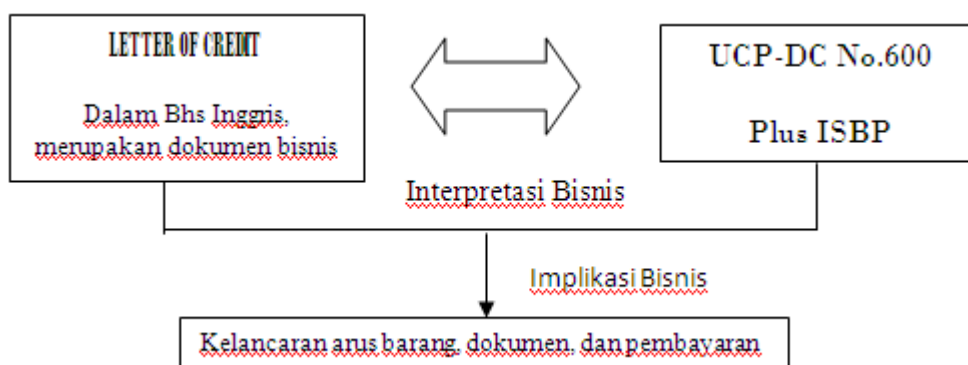 LETTER OF CREDIT
Dalam Bhs Inggris,
merupakan dokumen bisnis
UCP-DC No.600
Plus ISBP
Interpretasi Bisnis
Implikasi Bisnis
Kelancaran arus barang, dokumen, dan pembayaran